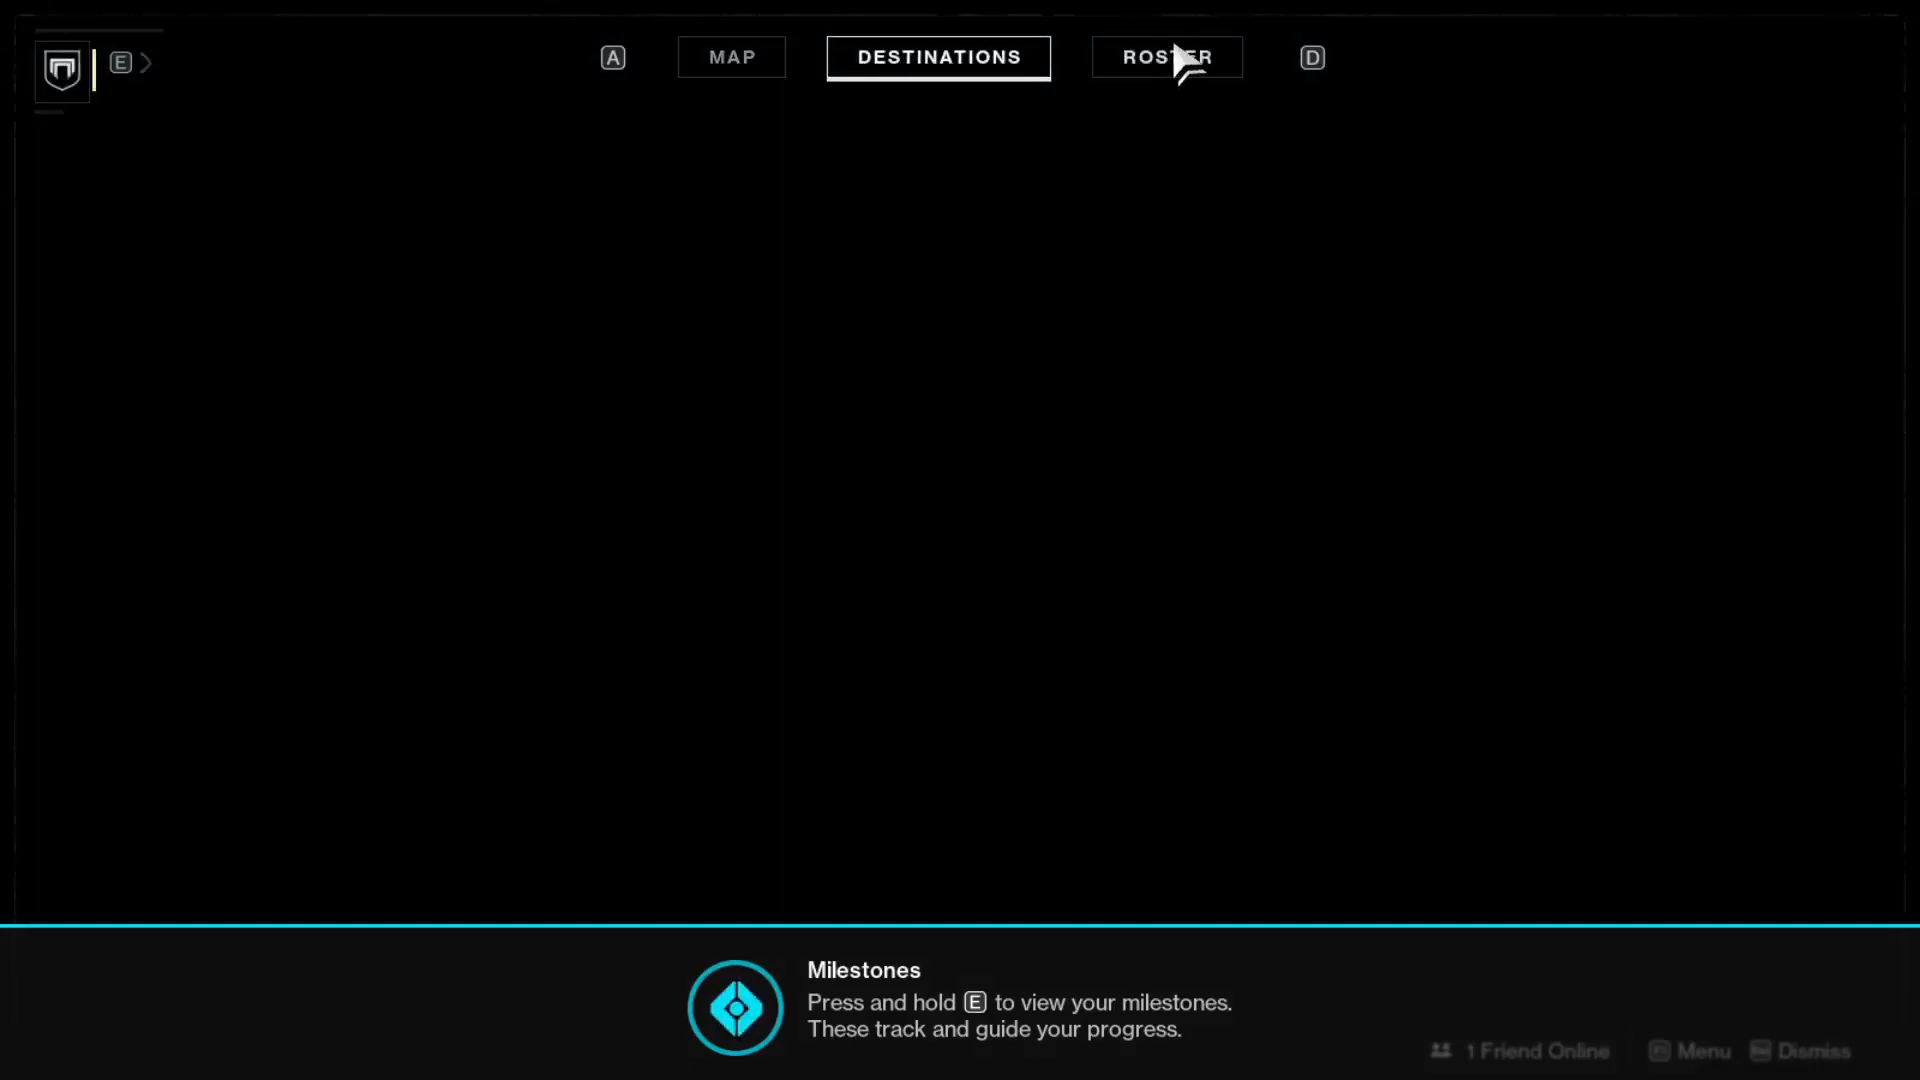 E
A
MAP
DESTINATIONS
ROSTER
D
Milestones
Press and hold E to view your milestones.
These track and guide your progress.
1 Friend Online
Menu
Dismiss